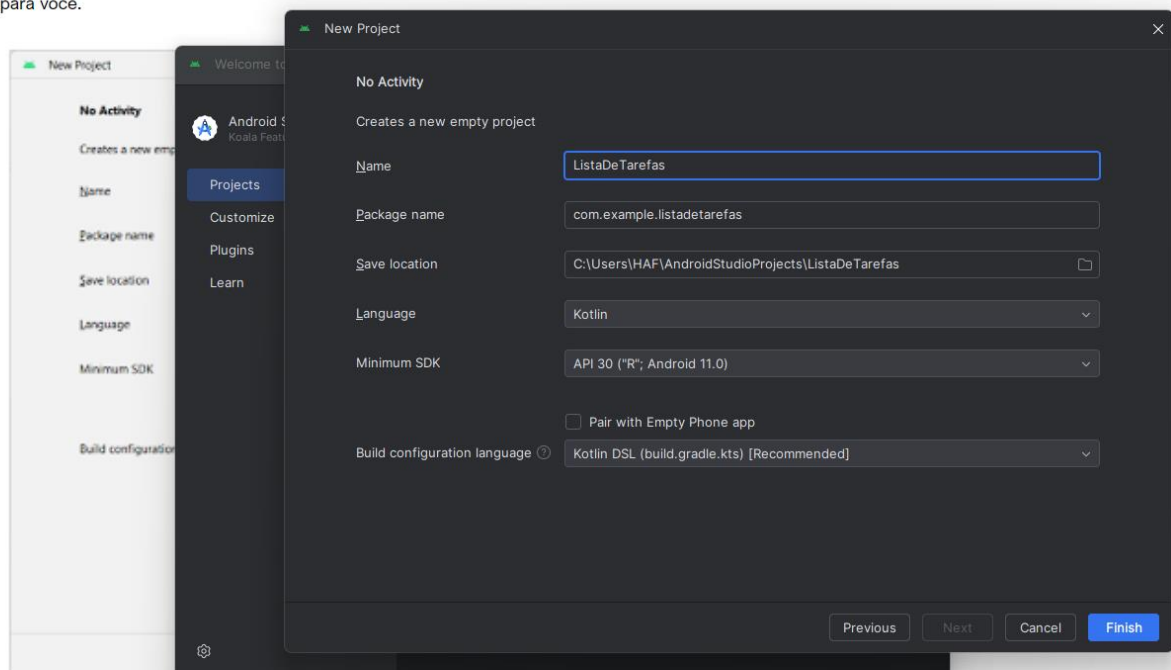 para você.
New Project
No Activity
Creates a new emp
Name
Package name
Save location
Language
Minimum SDK
Build configuration
Welcome to
Android S
Koala Feat
Projects
Customize
Plugins
Learn
New Project
No Activity
Creates a new empty project
Name
ListaDeTarefas
Package name
com.example.listadetarefas
Save location
C:\Users\HAF\AndroidStudioProjects\ListaDeTarefas
Language
Kotlin
Minimum SDK
API 30 ("R"; Android 11.0)
Pair with Empty Phone app
Build configuration language ?
Kotlin DSL (build.gradle.kts) [Recommended]
Previous
Next
Cancel
Finish